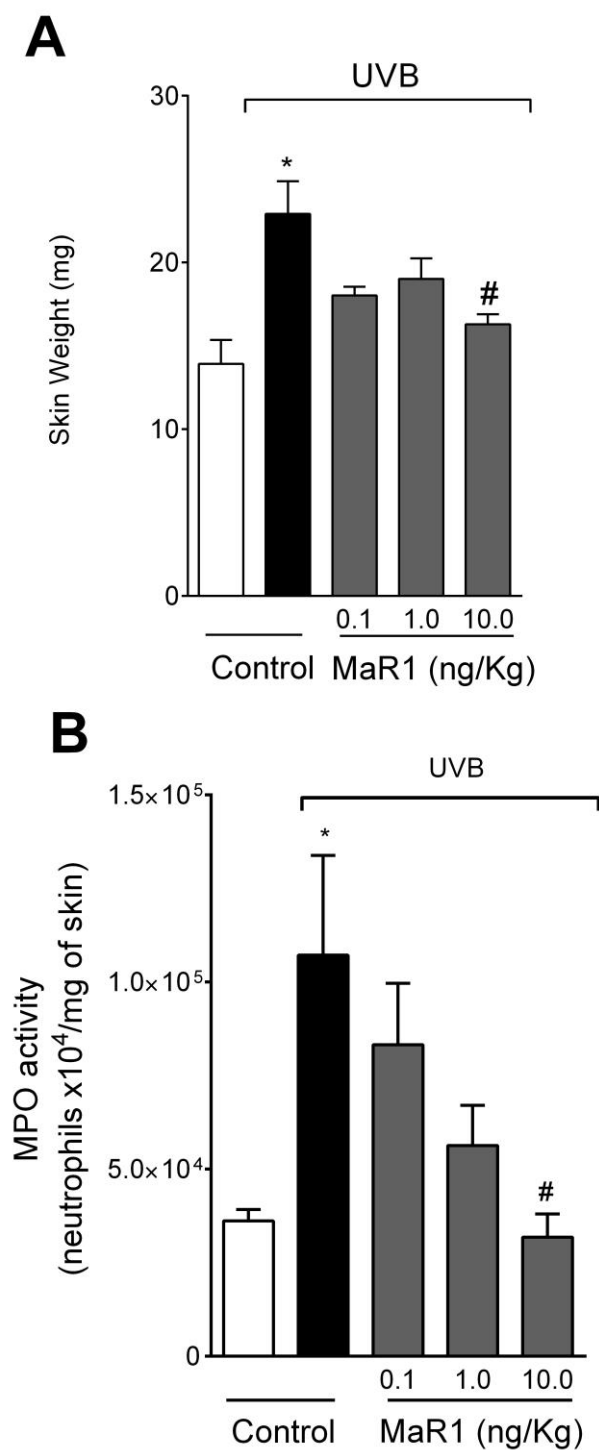 A
UVB
30
*
20
#
10
0
Skin Weight (mg)
0.1 1.0 10.0
Control MaR1 (ng/Kg)
B
UVB
1.5×10⁵
*
1.0×10⁵
5.0×10⁴
#
0
MPO activity
(neutrophils x10⁴/mg of skin)
0.1 1.0 10.0
Control MaR1 (ng/Kg)